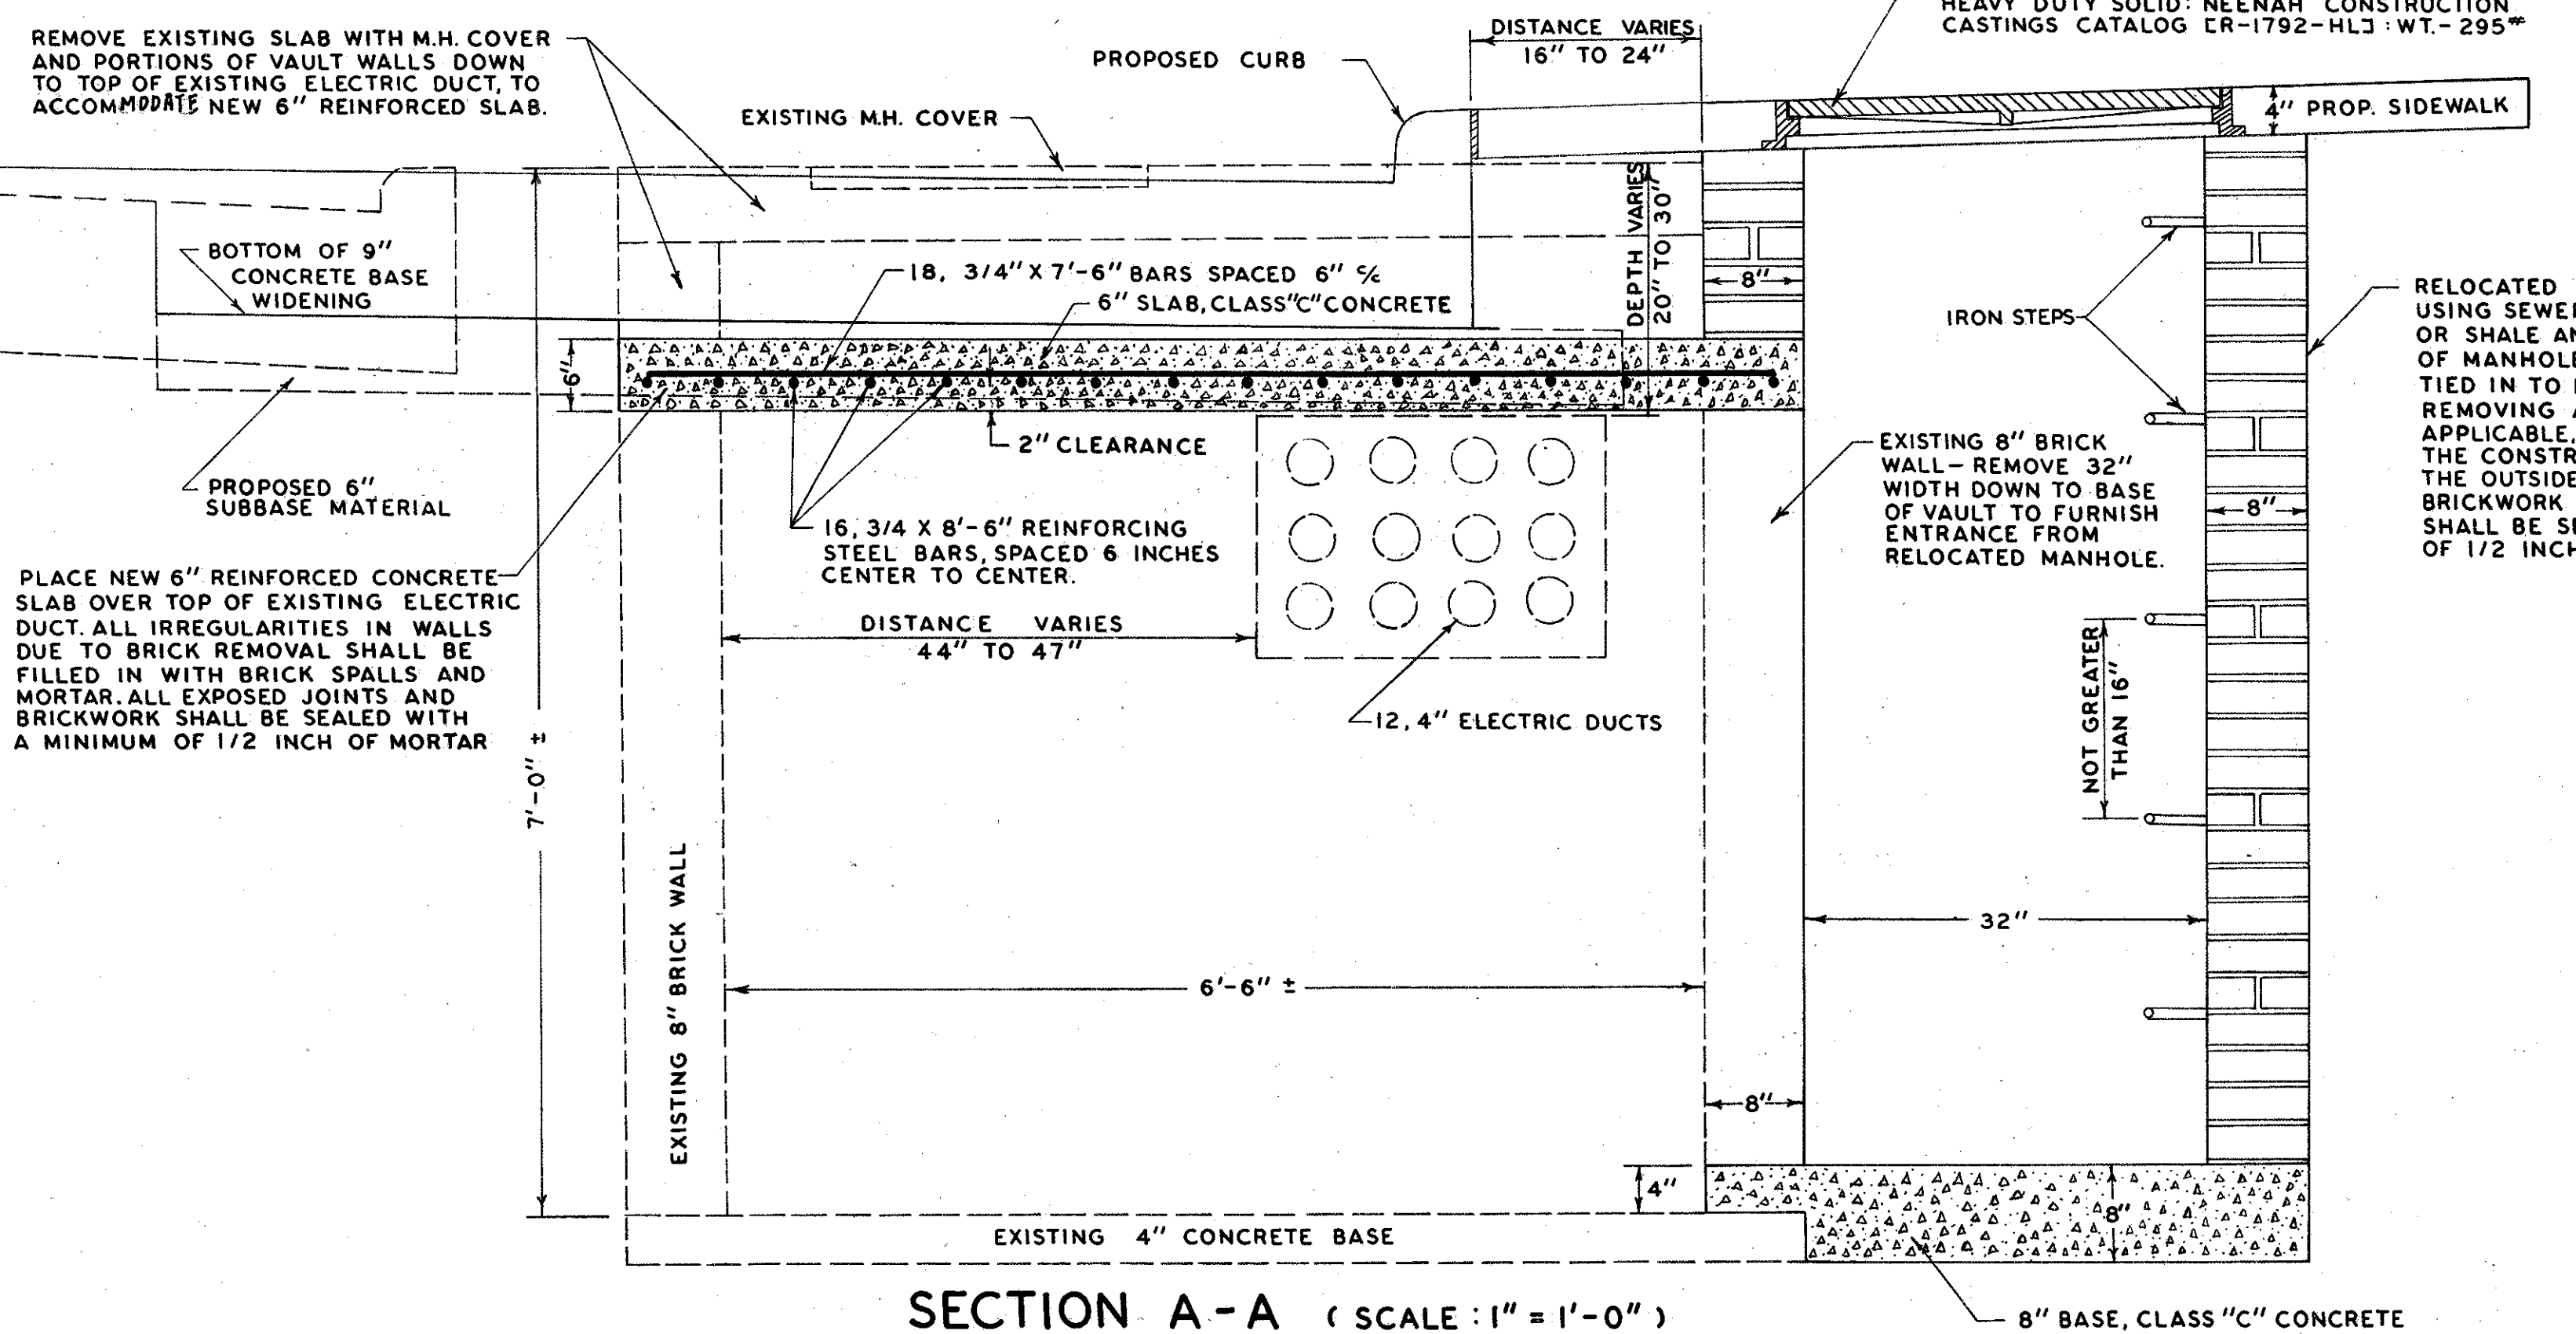 REMOVE EXISTING SLAB WITH M.H. COVER
AND PORTIONS OF VAULT WALLS DOWN
TO TOP OF EXISTING ELECTRIC DUCT, TO
ACCOMMODATE NEW 6" REINFORCED SLAB.
EXISTING M.H. COVER
PROPOSED CURB
DISTANCE VARIES
16" TO 24"
HEAVY DUTY SOLID: NEENAH CONSTRUCTION
CASTINGS CATALOG [R-1792-HL] : WT.- 295#
4" PROP. SIDEWALK
BOTTOM OF 9"
CONCRETE BASE
WIDENING
18, 3/4" X 7'-6" BARS SPACED 6" C/C
6" SLAB, CLASS "C" CONCRETE
DEPTH VARIES
20" TO 30"
8"
IRON STEPS
RELOCATED
USING SEWE
OR SHALE AN
OF MANHOLE
TIED IN TO
REMOVING
APPLICABLE,
THE CONSTR
THE OUTSIDE
BRICKWORK
SHALL BE SE
OF 1/2 INCH
6"
2" CLEARANCE
PROPOSED 6"
SUBBASE MATERIAL
16, 3/4 X 8'-6" REINFORCING
STEEL BARS, SPACED 6 INCHES
CENTER TO CENTER.
EXISTING 8" BRICK
WALL- REMOVE 32"
WIDTH DOWN TO BASE
OF VAULT TO FURNISH
ENTRANCE FROM
RELOCATED MANHOLE.
8"
PLACE NEW 6" REINFORCED CONCRETE
SLAB OVER TOP OF EXISTING ELECTRIC
DUCT. ALL IRREGULARITIES IN WALLS
DUE TO BRICK REMOVAL SHALL BE
FILLED IN WITH BRICK SPALLS AND
MORTAR. ALL EXPOSED JOINTS AND
BRICKWORK SHALL BE SEALED WITH
A MINIMUM OF 1/2 INCH OF MORTAR
DISTANCE VARIES
44" TO 47"
12, 4" ELECTRIC DUCTS
NOT GREATER
THAN 16"
7'-0" ±
EXISTING 8" BRICK WALL
6'-6" ±
32"
8"
4"
8"
EXISTING 4" CONCRETE BASE
SECTION A-A ( SCALE : 1" = 1'-0" )
8" BASE, CLASS "C" CONCRETE